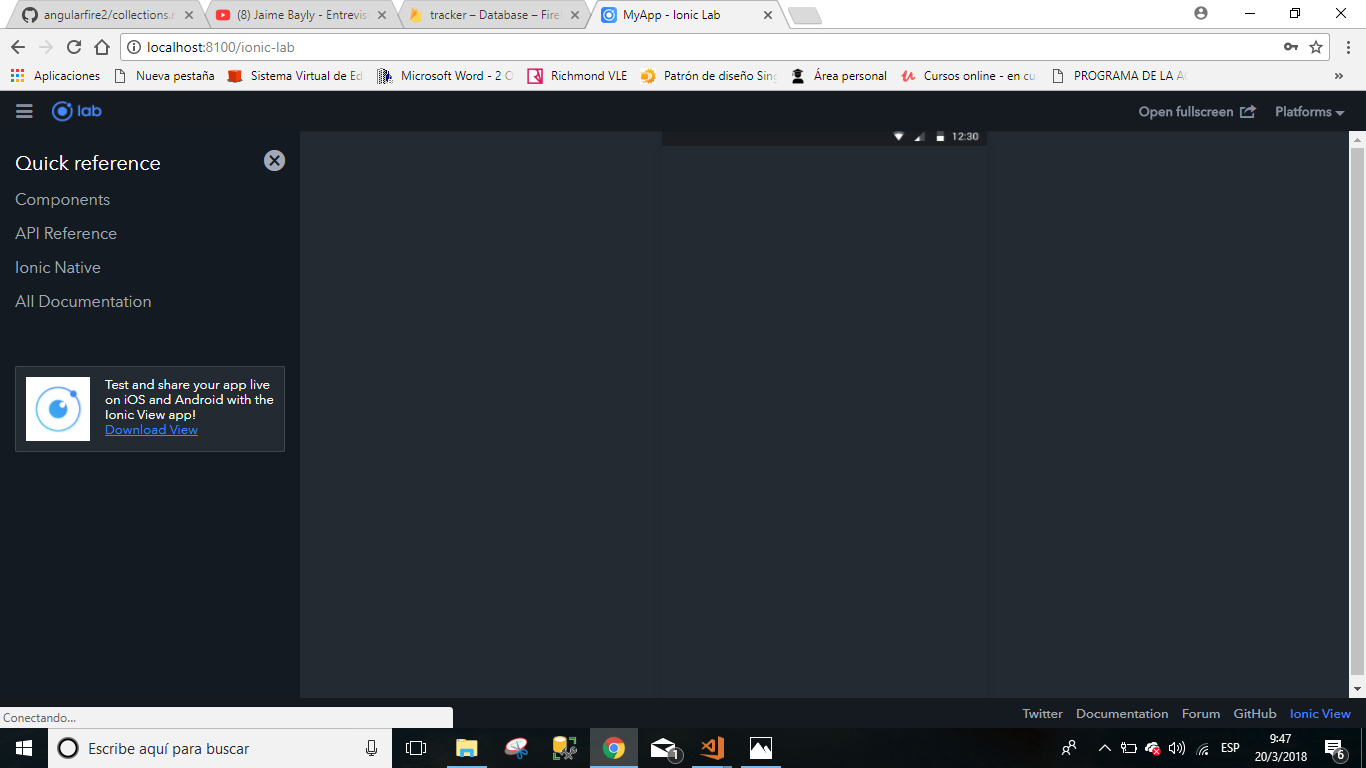 angularfire2/collections.
(8) Jaime Bayly - Entrevis
tracker – Database – Fire
MyApp - Ionic Lab
localhost:8100/ionic-lab
Aplicaciones
Nueva pestaña
Sistema Virtual de Ed
Microsoft Word - 2 C
Richmond VLE
Patrón de diseño Sing
Área personal
Cursos online - en cu
PROGRAMA DE LA A
»
lab
Open fullscreen
Platforms
12:30
Quick reference
Components
API Reference
Ionic Native
All Documentation
Test and share your app live
on iOS and Android with the
Ionic View app!
Download View
Twitter
Documentation
Forum
GitHub
Ionic View
Conectando...
Escribe aquí para buscar
1
ESP
9:47
20/3/2018
6